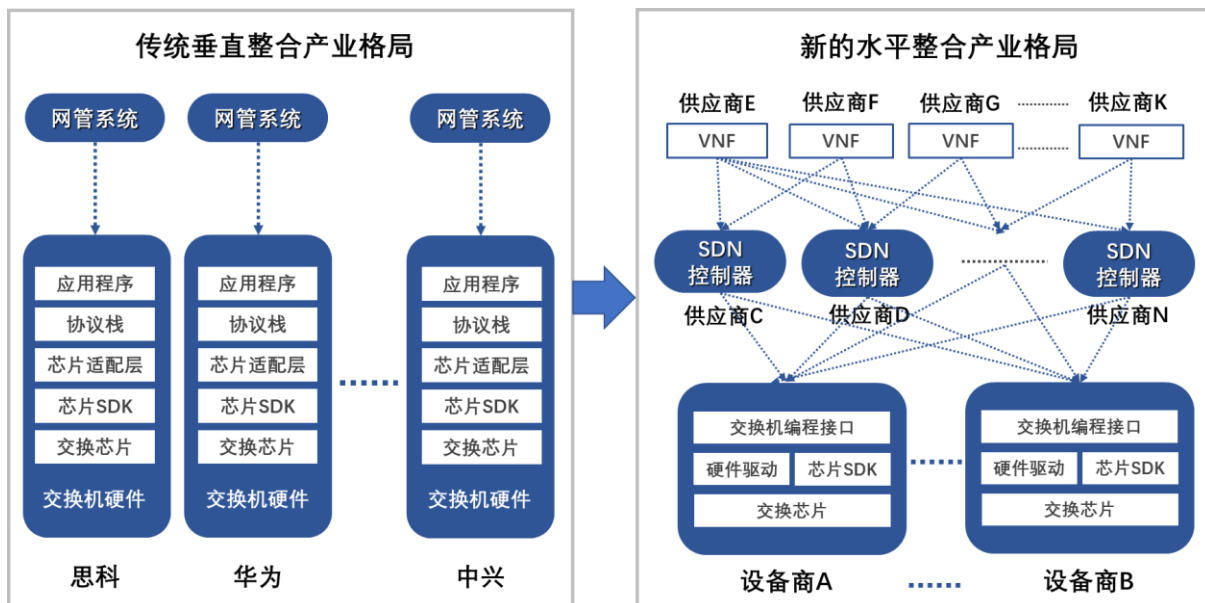 传统垂直整合产业格局
网管系统 网管系统 网管系统
应用程序 应用程序 应用程序
协议栈 协议栈 协议栈
芯片适配层 芯片适配层 芯片适配层
芯片SDK 芯片SDK 芯片SDK
交换芯片 交换芯片 交换芯片
交换机硬件 交换机硬件 交换机硬件
思科 华为 中兴
新的水平整合产业格局
供应商E 供应商F 供应商G 供应商K
VNF VNF VNF VNF
SDN SDN SDN
控制器 控制器 控制器
供应商C 供应商D 供应商N
交换机编程接口 交换机编程接口
硬件驱动 芯片SDK 硬件驱动 芯片SDK
交换芯片 交换芯片
设备商A 设备商B